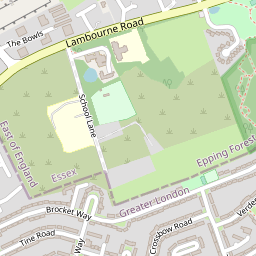 Lambourne Road
The Bowls
School Lane
East of England
Essex
Epping Forest
Greater London
Brocket Way
Tine Road
Crossbow Road
Verde